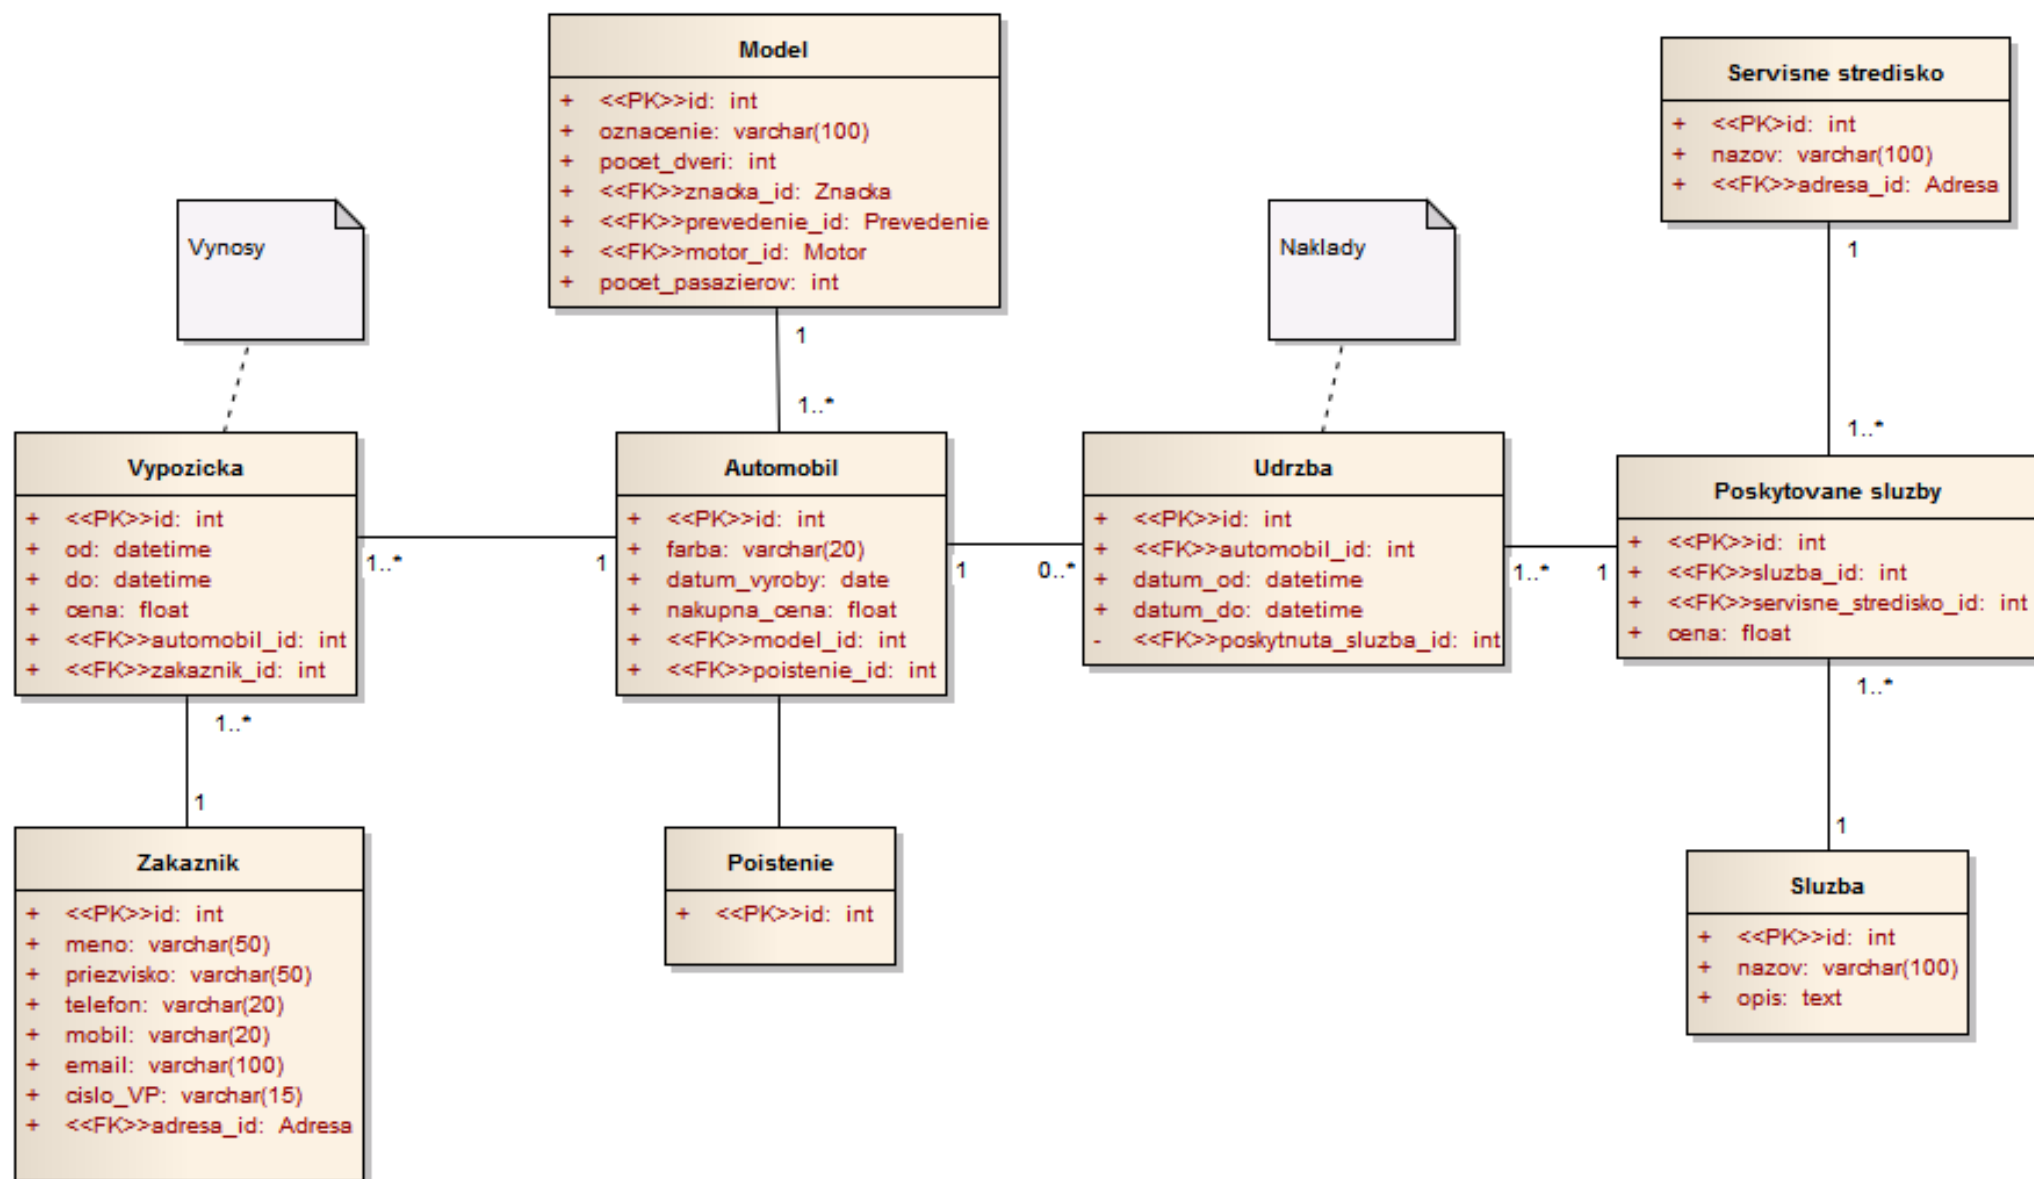 Model
+ <<PK>>id: int
+ oznacenie: varchar(100)
+ pocet_dveri: int
+ <<FK>>znacka_id: Znacka
+ <<FK>>prevedenie_id: Prevedenie
+ <<FK>>motor_id: Motor
+ pocet_pasazierov: int
Servisne stredisko
+ <<PK>id: int
+ nazov: varchar(100)
+ <<FK>>adresa_id: Adresa
Vynosy
Naklady
1
1..*
1
1..*
Vypozicka
+ <<PK>>id: int
+ od: datetime
+ do: datetime
+ cena: float
+ <<FK>>automobil_id: int
+ <<FK>>zakaznik_id: int
1..*
1
Automobil
+ <<PK>>id: int
+ farba: varchar(20)
+ datum_vyroby: date
+ nakupna_cena: float
+ <<FK>>model_id: int
+ <<FK>>poistenie_id: int
1
0..*
Udrzba
+ <<PK>>id: int
+ <<FK>>automobil_id: int
+ datum_od: datetime
+ datum_do: datetime
- <<FK>>poskytnuta_sluzba_id: int
1..*
1
Poskytovane sluzby
+ <<PK>>id: int
+ <<FK>>sluzba_id: int
+ <<FK>>servisne_stredisko_id: int
+ cena: float
1..*
1
1..*
1
Zakaznik
+ <<PK>>id: int
+ meno: varchar(50)
+ priezvisko: varchar(50)
+ telefon: varchar(20)
+ mobil: varchar(20)
+ email: varchar(100)
+ cislo_VP: varchar(15)
+ <<FK>>adresa_id: Adresa
Poistenie
+ <<PK>>id: int
Sluzba
+ <<PK>>id: int
+ nazov: varchar(100)
+ opis: text